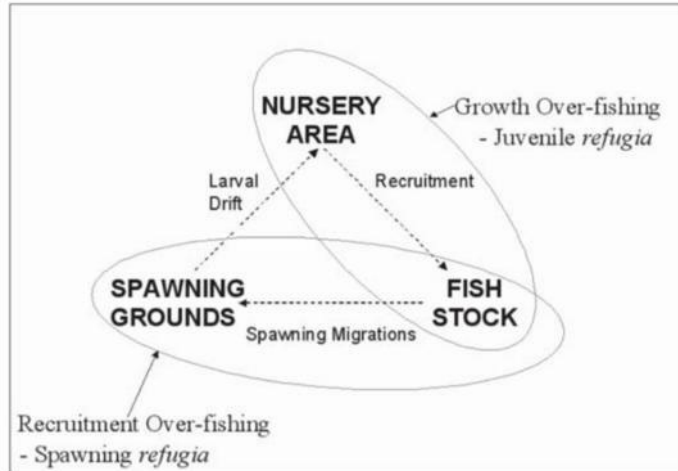 NURSERY
AREA
Growth Over-fishing
- Juvenile refugia
Larval
Drift
Recruitment
SPAWNING
GROUNDS
FISH
STOCK
Spawning Migrations
Recruitment Over-fishing
- Spawning refugia